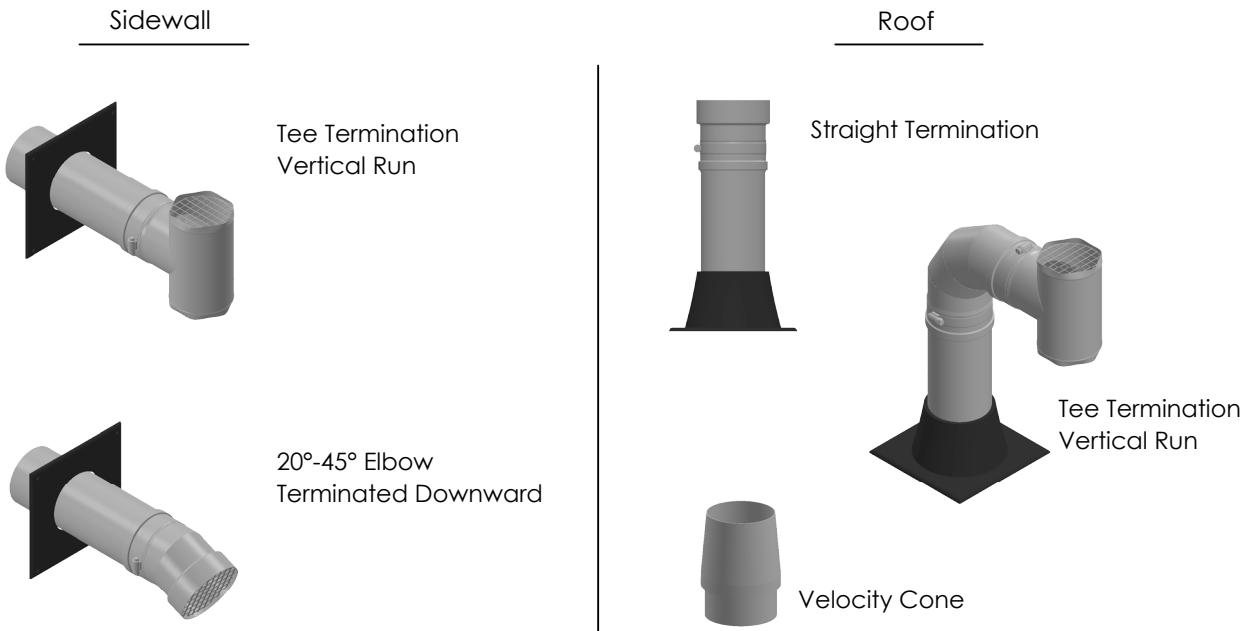 Sidewall
Tee Termination
Vertical Run
20°-45° Elbow
Terminated Downward
Roof
Straight Termination
Tee Termination
Vertical Run
Velocity Cone